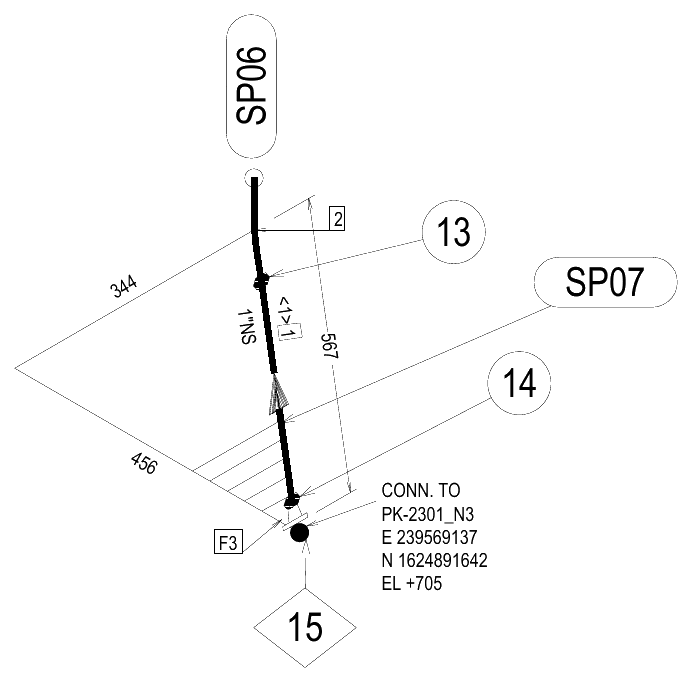 SP06
2
13
344
SP07
<1> 1
1"NS
567
14
456
CONN. TO
PK-2301_N3
E 239569137
N 1624891642
EL +705
F3
15